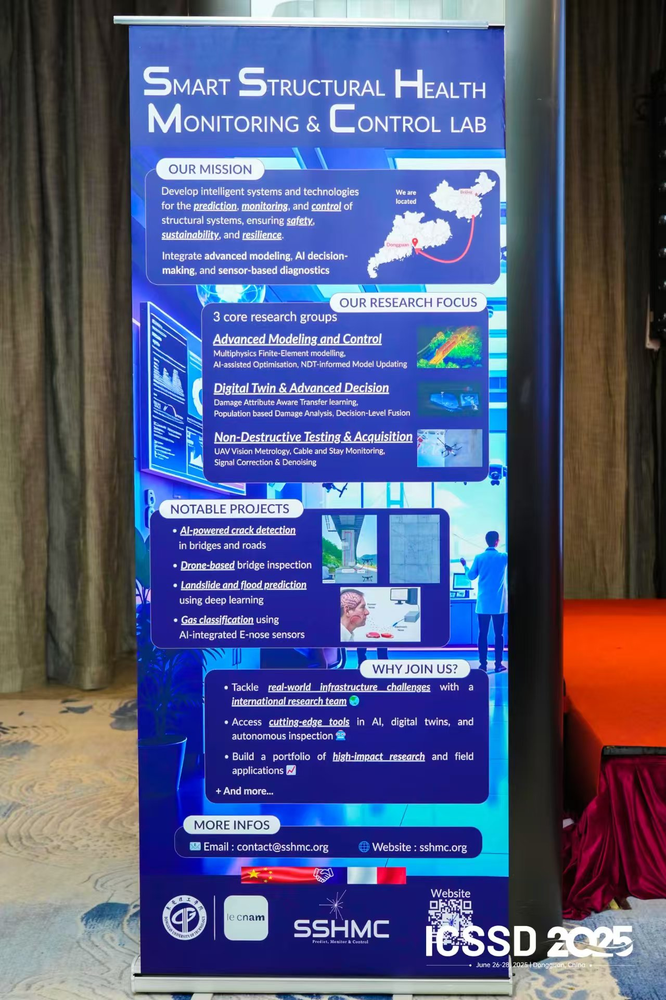 SMART STRUCTURAL HEALTH
MONITORING & CONTROL LAB
OUR MISSION
Develop intelligent systems and technologies
for the prediction, monitoring, and control of
structural systems, ensuring safety,
sustainability, and resilience.
Integrate advanced modeling, AI decision-
making, and sensor-based diagnostics
We are
located
Beijing
Dongguan
OUR RESEARCH FOCUS
3 core research groups
Advanced Modeling and Control
Multiphysics Finite-Element modelling,
AI-assisted Optimisation, NDT-informed Model Updating
Digital Twin & Advanced Decision
Damage Attribute Aware Transfer learning,
Population based Damage Analysis, Decision-Level Fusion
Non-Destructive Testing & Acquisition
UAV Vision Metrology, Cable and Stay Monitoring,
Signal Correction & Denoising
NOTABLE PROJECTS
• AI-powered crack detection
in bridges and roads
• Drone-based bridge inspection
• Landslide and flood prediction
using deep learning
• Gas classification using
AI-integrated E-nose sensors
Human
Nose
Electronic
Nose
WHY JOIN US?
• Tackle real-world infrastructure challenges with a
international research team
• Access cutting-edge tools in AI, digital twins, and
autonomous inspection
• Build a portfolio of high-impact research and field
applications
+ And more...
MORE INFOS
Email : contact@sshmc.org
Website : sshmc.org
東莞理工学院
DONGGUAN UNIVERSITY OF TECHNOLOGY
le cnam
SSHMC
Predict, Monitor & Control
Website
ICSSD 2025
June 26-28, 2025 | Dongguan, China